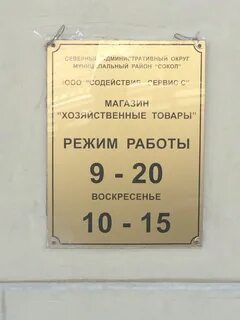 СЕВЕРНЫЙ АДМИНИСТРАТИВНЫЙ ОКРУГ
МУНИЦИПАЛЬНЫЙ РАЙОН "СОКОЛ"
ООО "СОДЕЙСТВИЕ - СЕРВИС С"
МАГАЗИН
"ХОЗЯЙСТВЕННЫЕ ТОВАРЫ"
РЕЖИМ РАБОТЫ
9 - 20
ВОСКРЕСЕНЬЕ
10 - 15